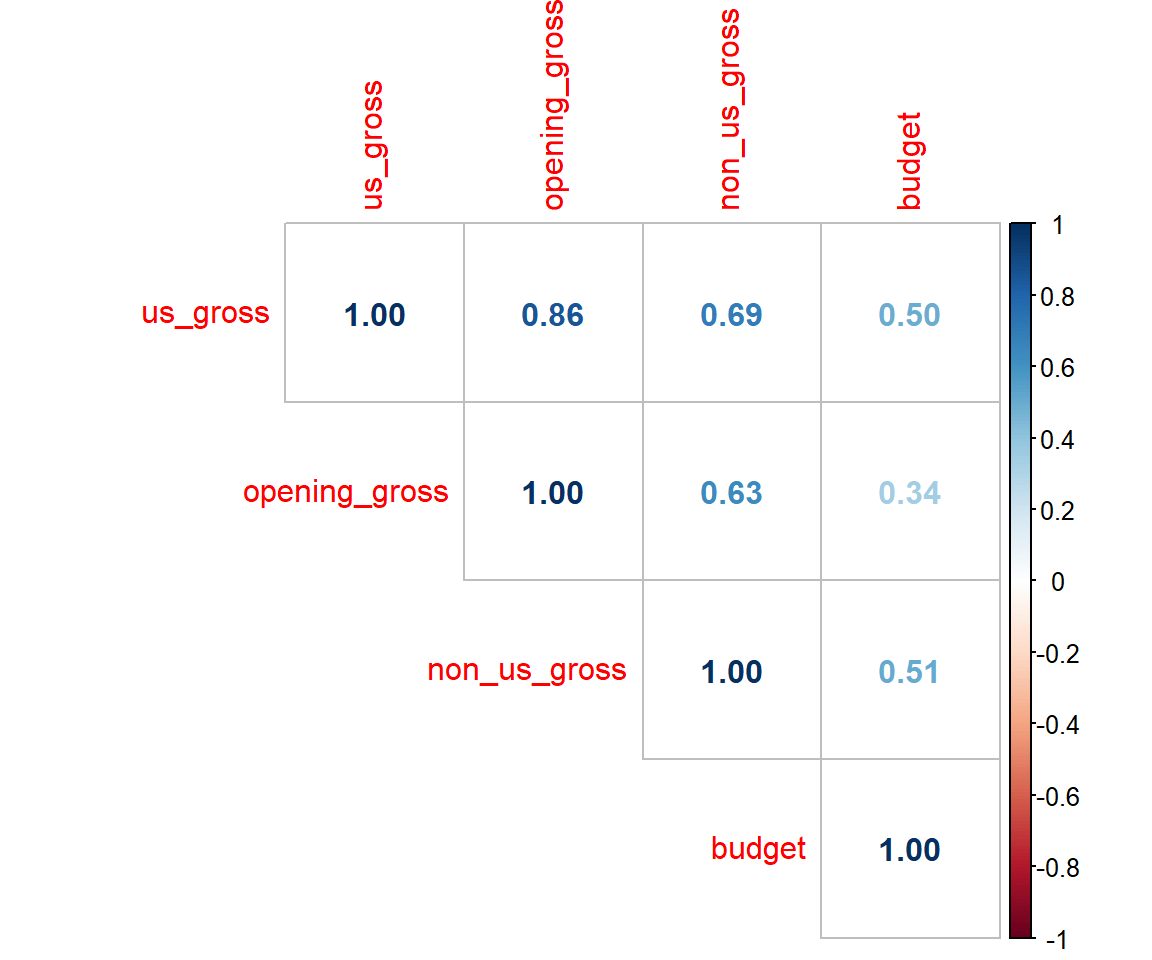 us_gross
opening_gross
non_us_gross
budget
us_gross 1.00 0.86 0.69 0.50
opening_gross 1.00 0.63 0.34
non_us_gross 1.00 0.51
budget 1.00
1
0.8
0.6
0.4
0.2
0
-0.2
-0.4
-0.6
-0.8
-1